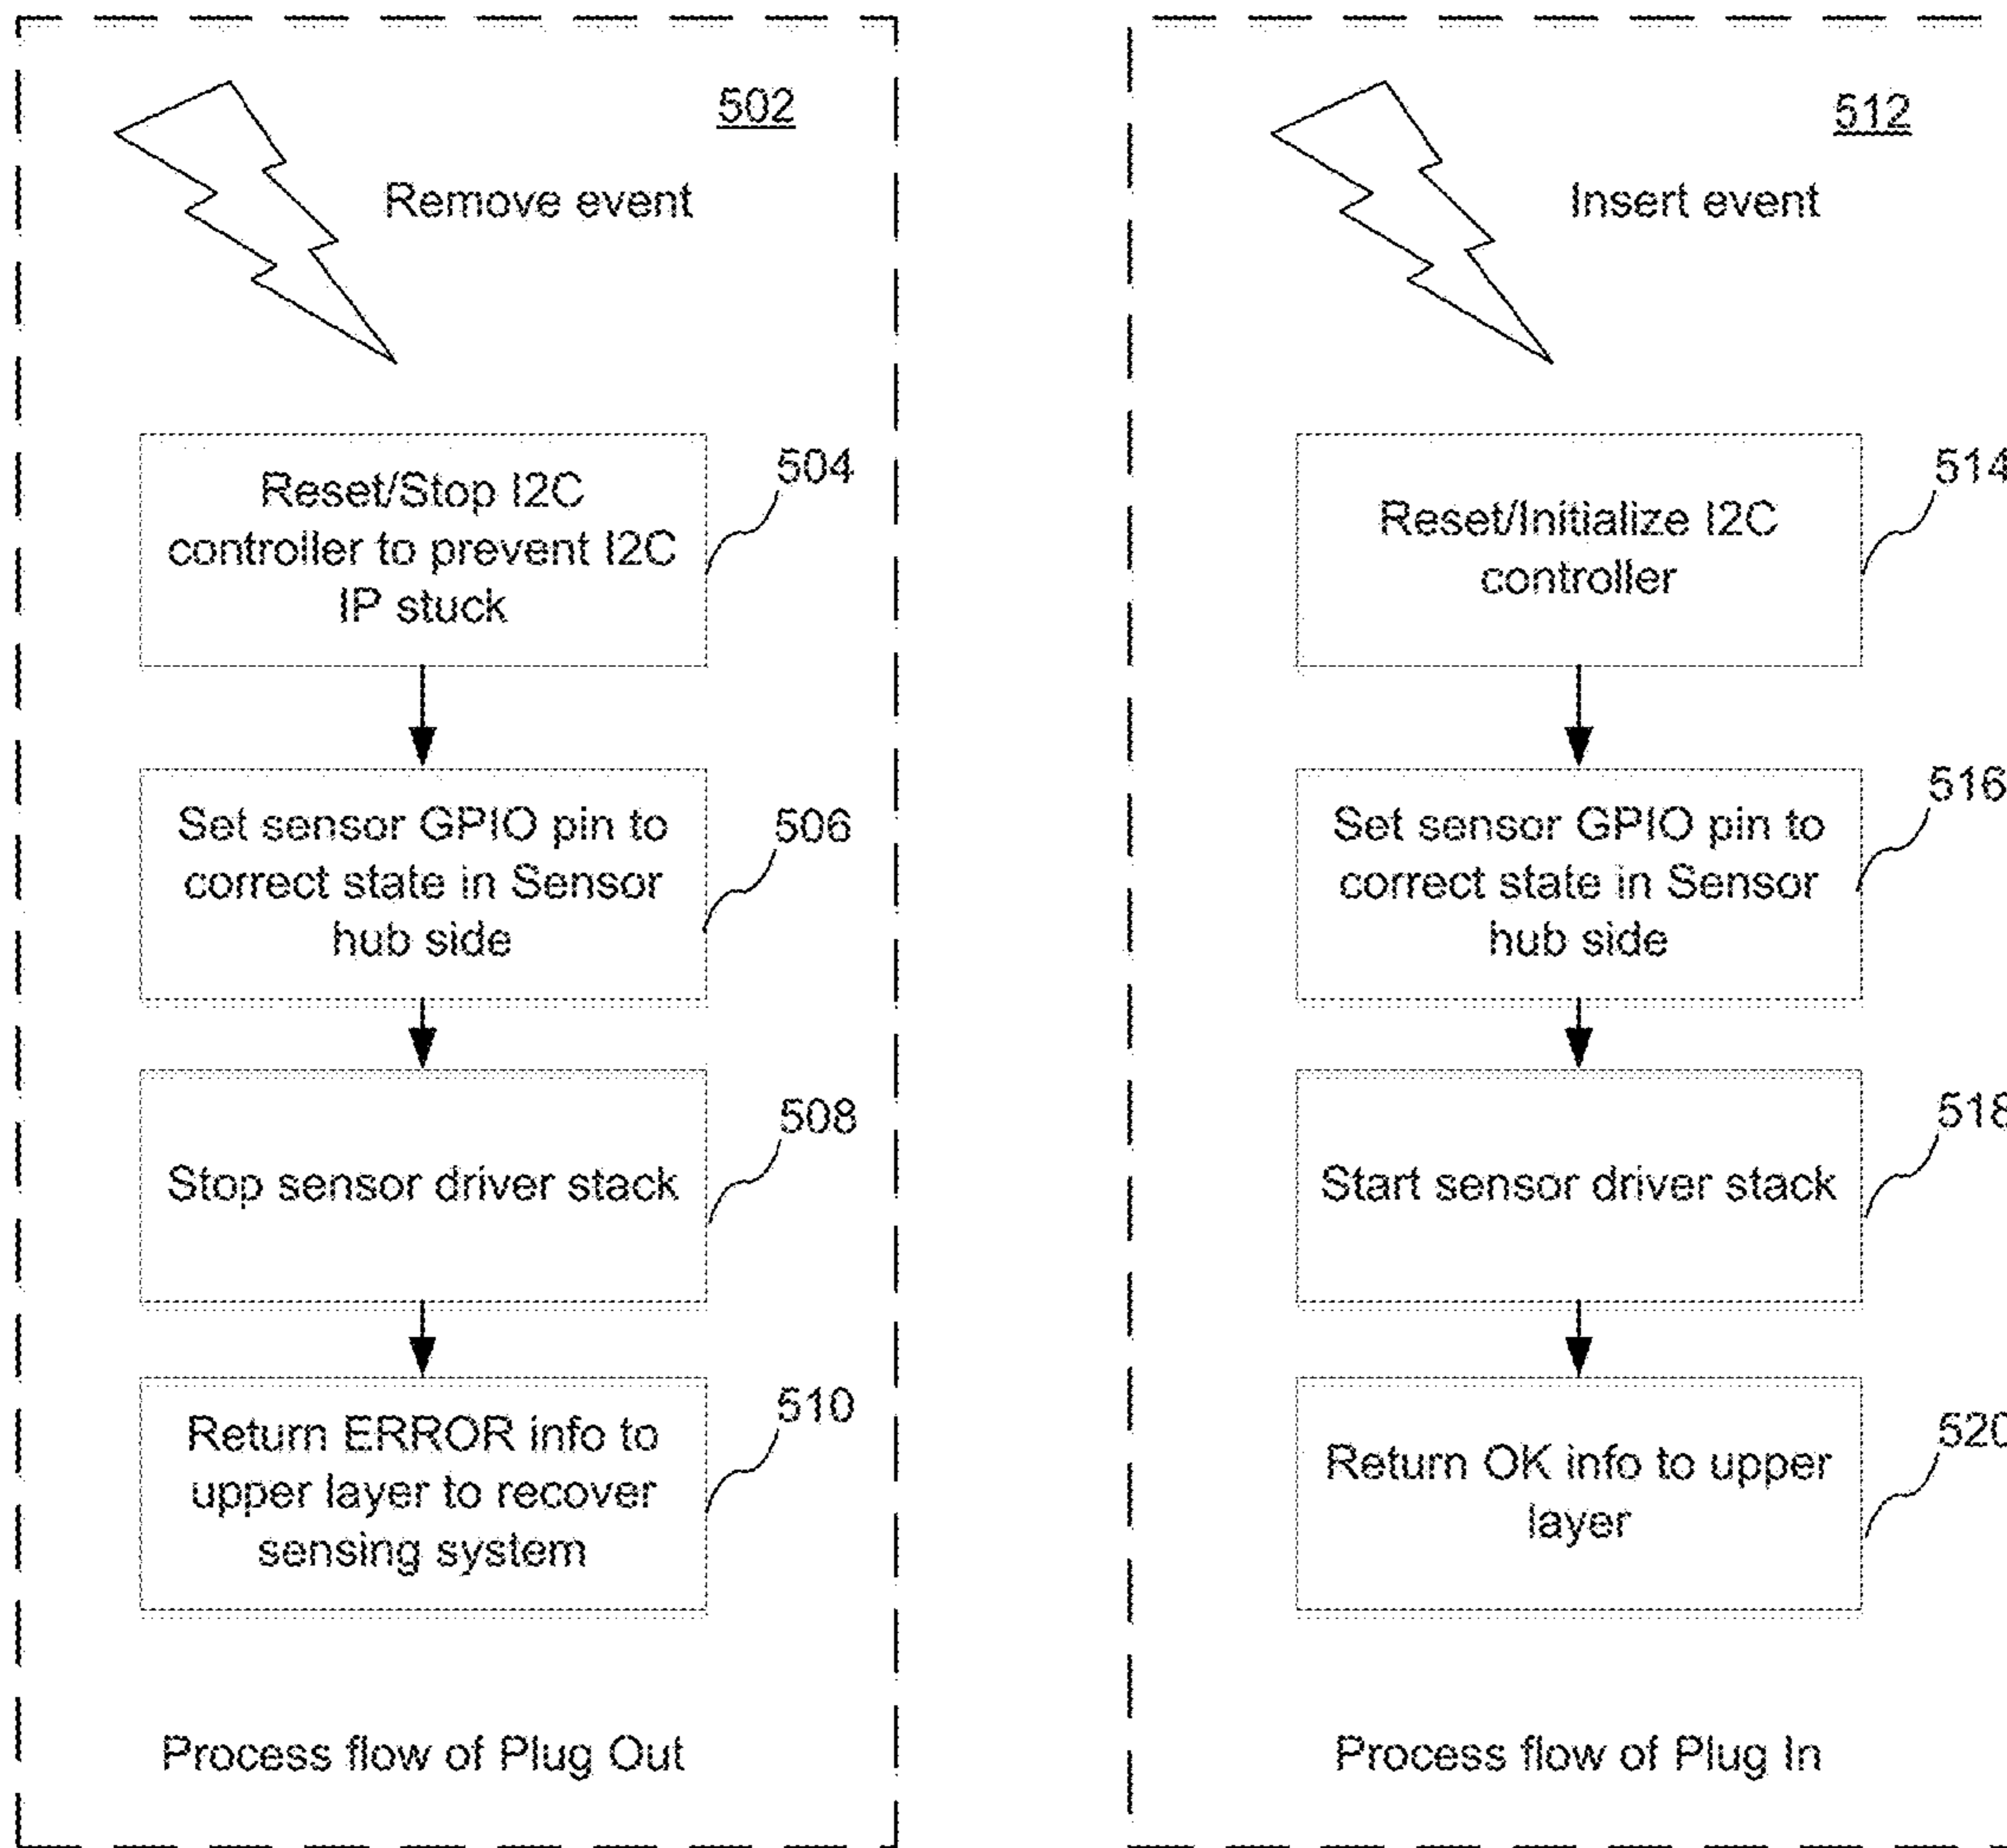 502
Remove event
Reset/Stop I2C
controller to prevent I2C
IP stuck
504
Set sensor GPIO pin to
correct state in Sensor
hub side
506
Stop sensor driver stack
508
Return ERROR info to
upper layer to recover
sensing system
510
Process flow of Plug Out
512
Insert event
Reset/Initialize I2C
controller
514
Set sensor GPIO pin to
correct state in Sensor
hub side
516
Start sensor driver stack
518
Return OK info to upper
layer
520
Process flow of Plug In